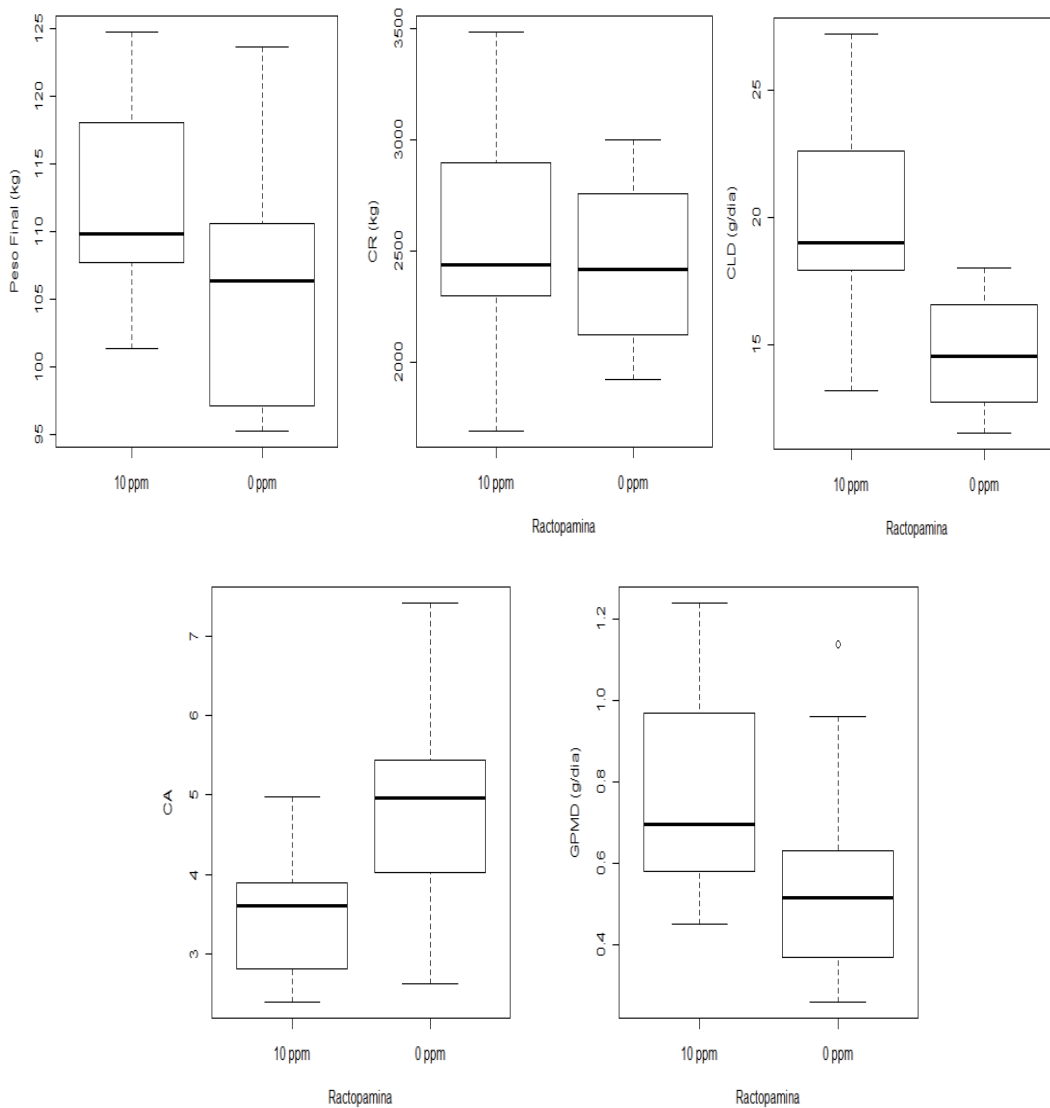 Peso Final (kg)
125
120
115
110
105
100
95
10 ppm
0 ppm
CR (kg)
3500
3000
2500
2000
10 ppm
0 ppm
Ractopamina
CLD (g/dia)
25
20
15
10 ppm
0 ppm
Ractopamina
CA
7
6
5
4
3
10 ppm
0 ppm
Ractopamina
GPMD (g/dia)
1.2
1.0
0.8
0.6
0.4
10 ppm
0 ppm
Ractopamina